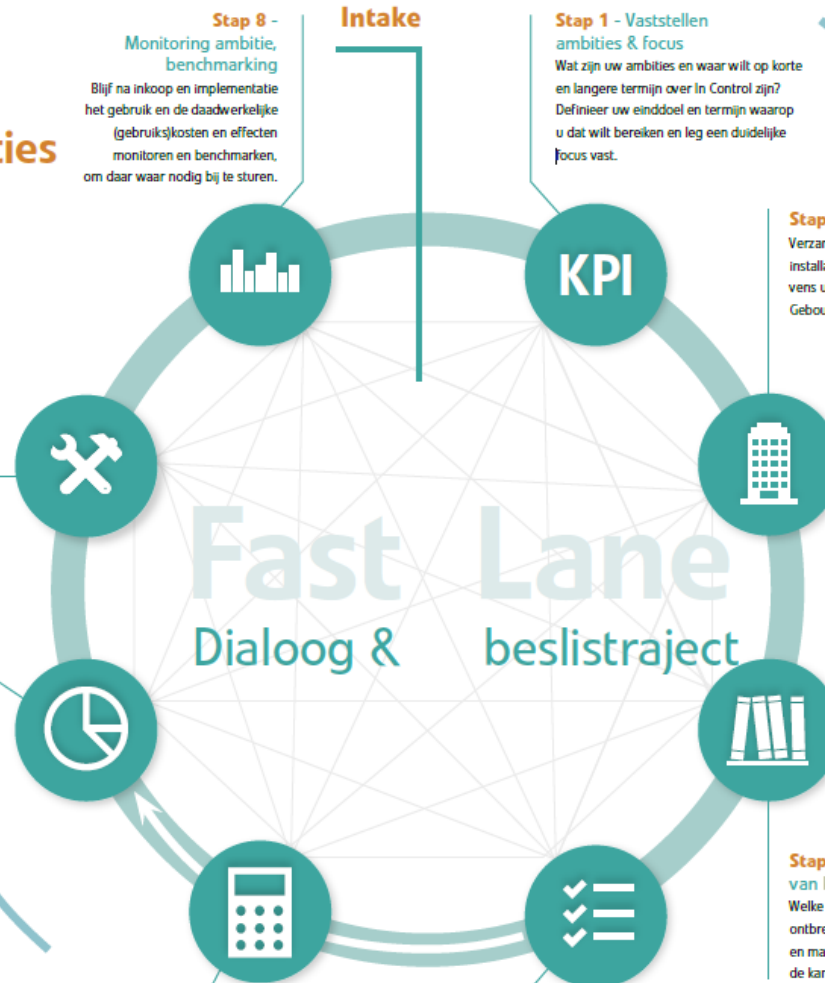 Intake
Stap 8 -
Monitoring ambitie,
benchmarking
Blijf na inkoop en implementatie
het gebruik en de daadwerkelijke
(gebruiks)kosten en effecten
monitoren en benchmarken,
om daar waar nodig bij te sturen.
Stap 1 - Vaststellen
ambities & focus
Wat zijn uw ambities en waar wilt op korte
en langere termijn over In Control zijn?
Definieer uw einddoel en termijn waarop
u dat wilt bereiken en leg een duidelijke
focus vast.
ties
Stap
Verzar
install
vens u
Gebou
KPI
Fast Lane
Dialoog & beslistraject
Stap
van
Welke
ontbre
en ma
de kar